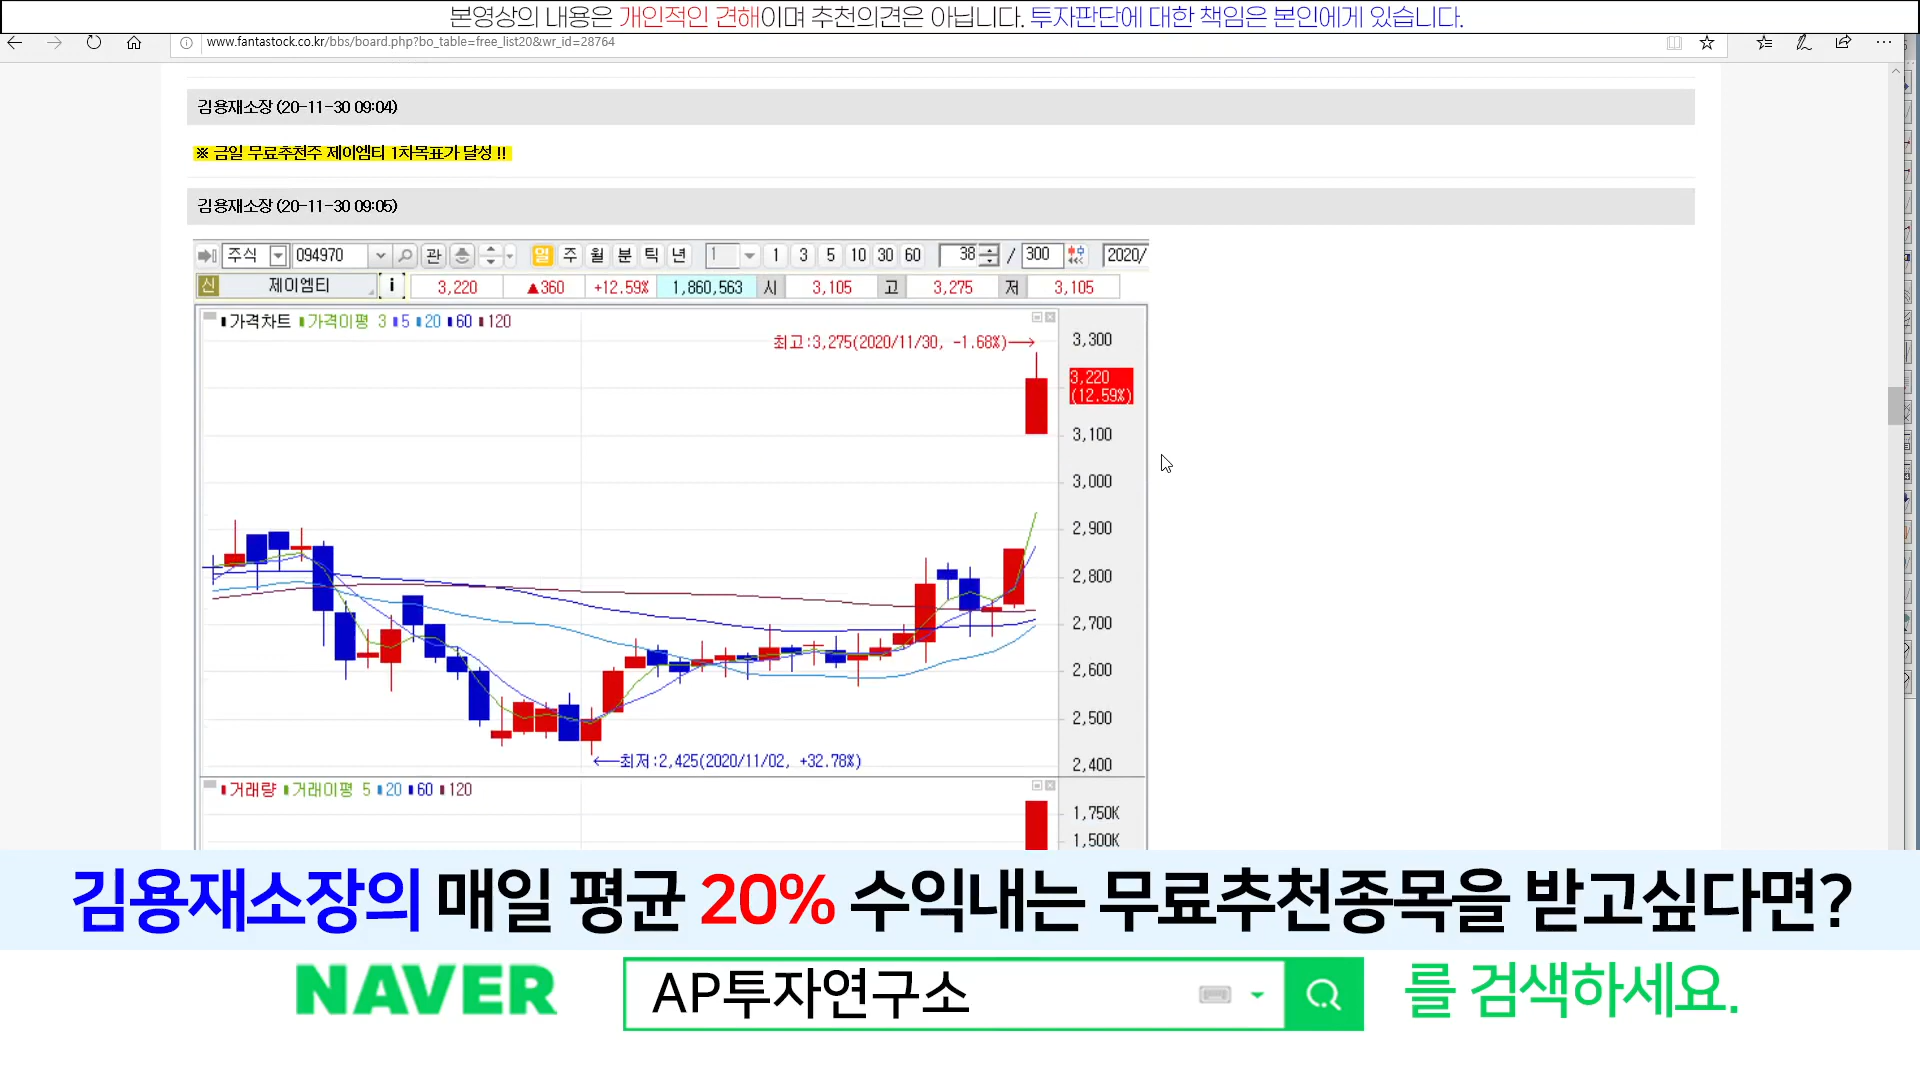 본영상의 내용은 개인적인 견해이며 추천의견은 아닙니다. 투자판단에 대한 책임은 본인에게 있습니다.
www.fantastock.co.kr/bbs/board.php?bo_table=free_list20&wr_id=28764
김용재소장 (20-11-30 09:04)
※ 금일 무료추천주 제이엠티 1차목표가 달성 !!
김용재소장 (20-11-30 09:05)
주식 094970 관 일 주 월 분 틱 년 1 1 3 5 10 30 60 38 / 300 2020/
신 제이엠티 i 3,220 ▲360 +12.59% 1,860,563 시 3,105 고 3,275 저 3,105
가격차트 가격이평 3 5 20 60 120
최고:3,275(2020/11/30, -1.68%)→
3,300
3,220
(12.59%)
3,100
3,000
2,900
2,800
2,700
2,600
2,500
←최저:2,425(2020/11/02, +32.78%)
2,400
거래량 거래이평 5 20 60 120
1,750K
1,500K
김용재소장의 매일 평균 20% 수익내는 무료추천종목을 받고싶다면?
NAVER AP투자연구소 를 검색하세요.